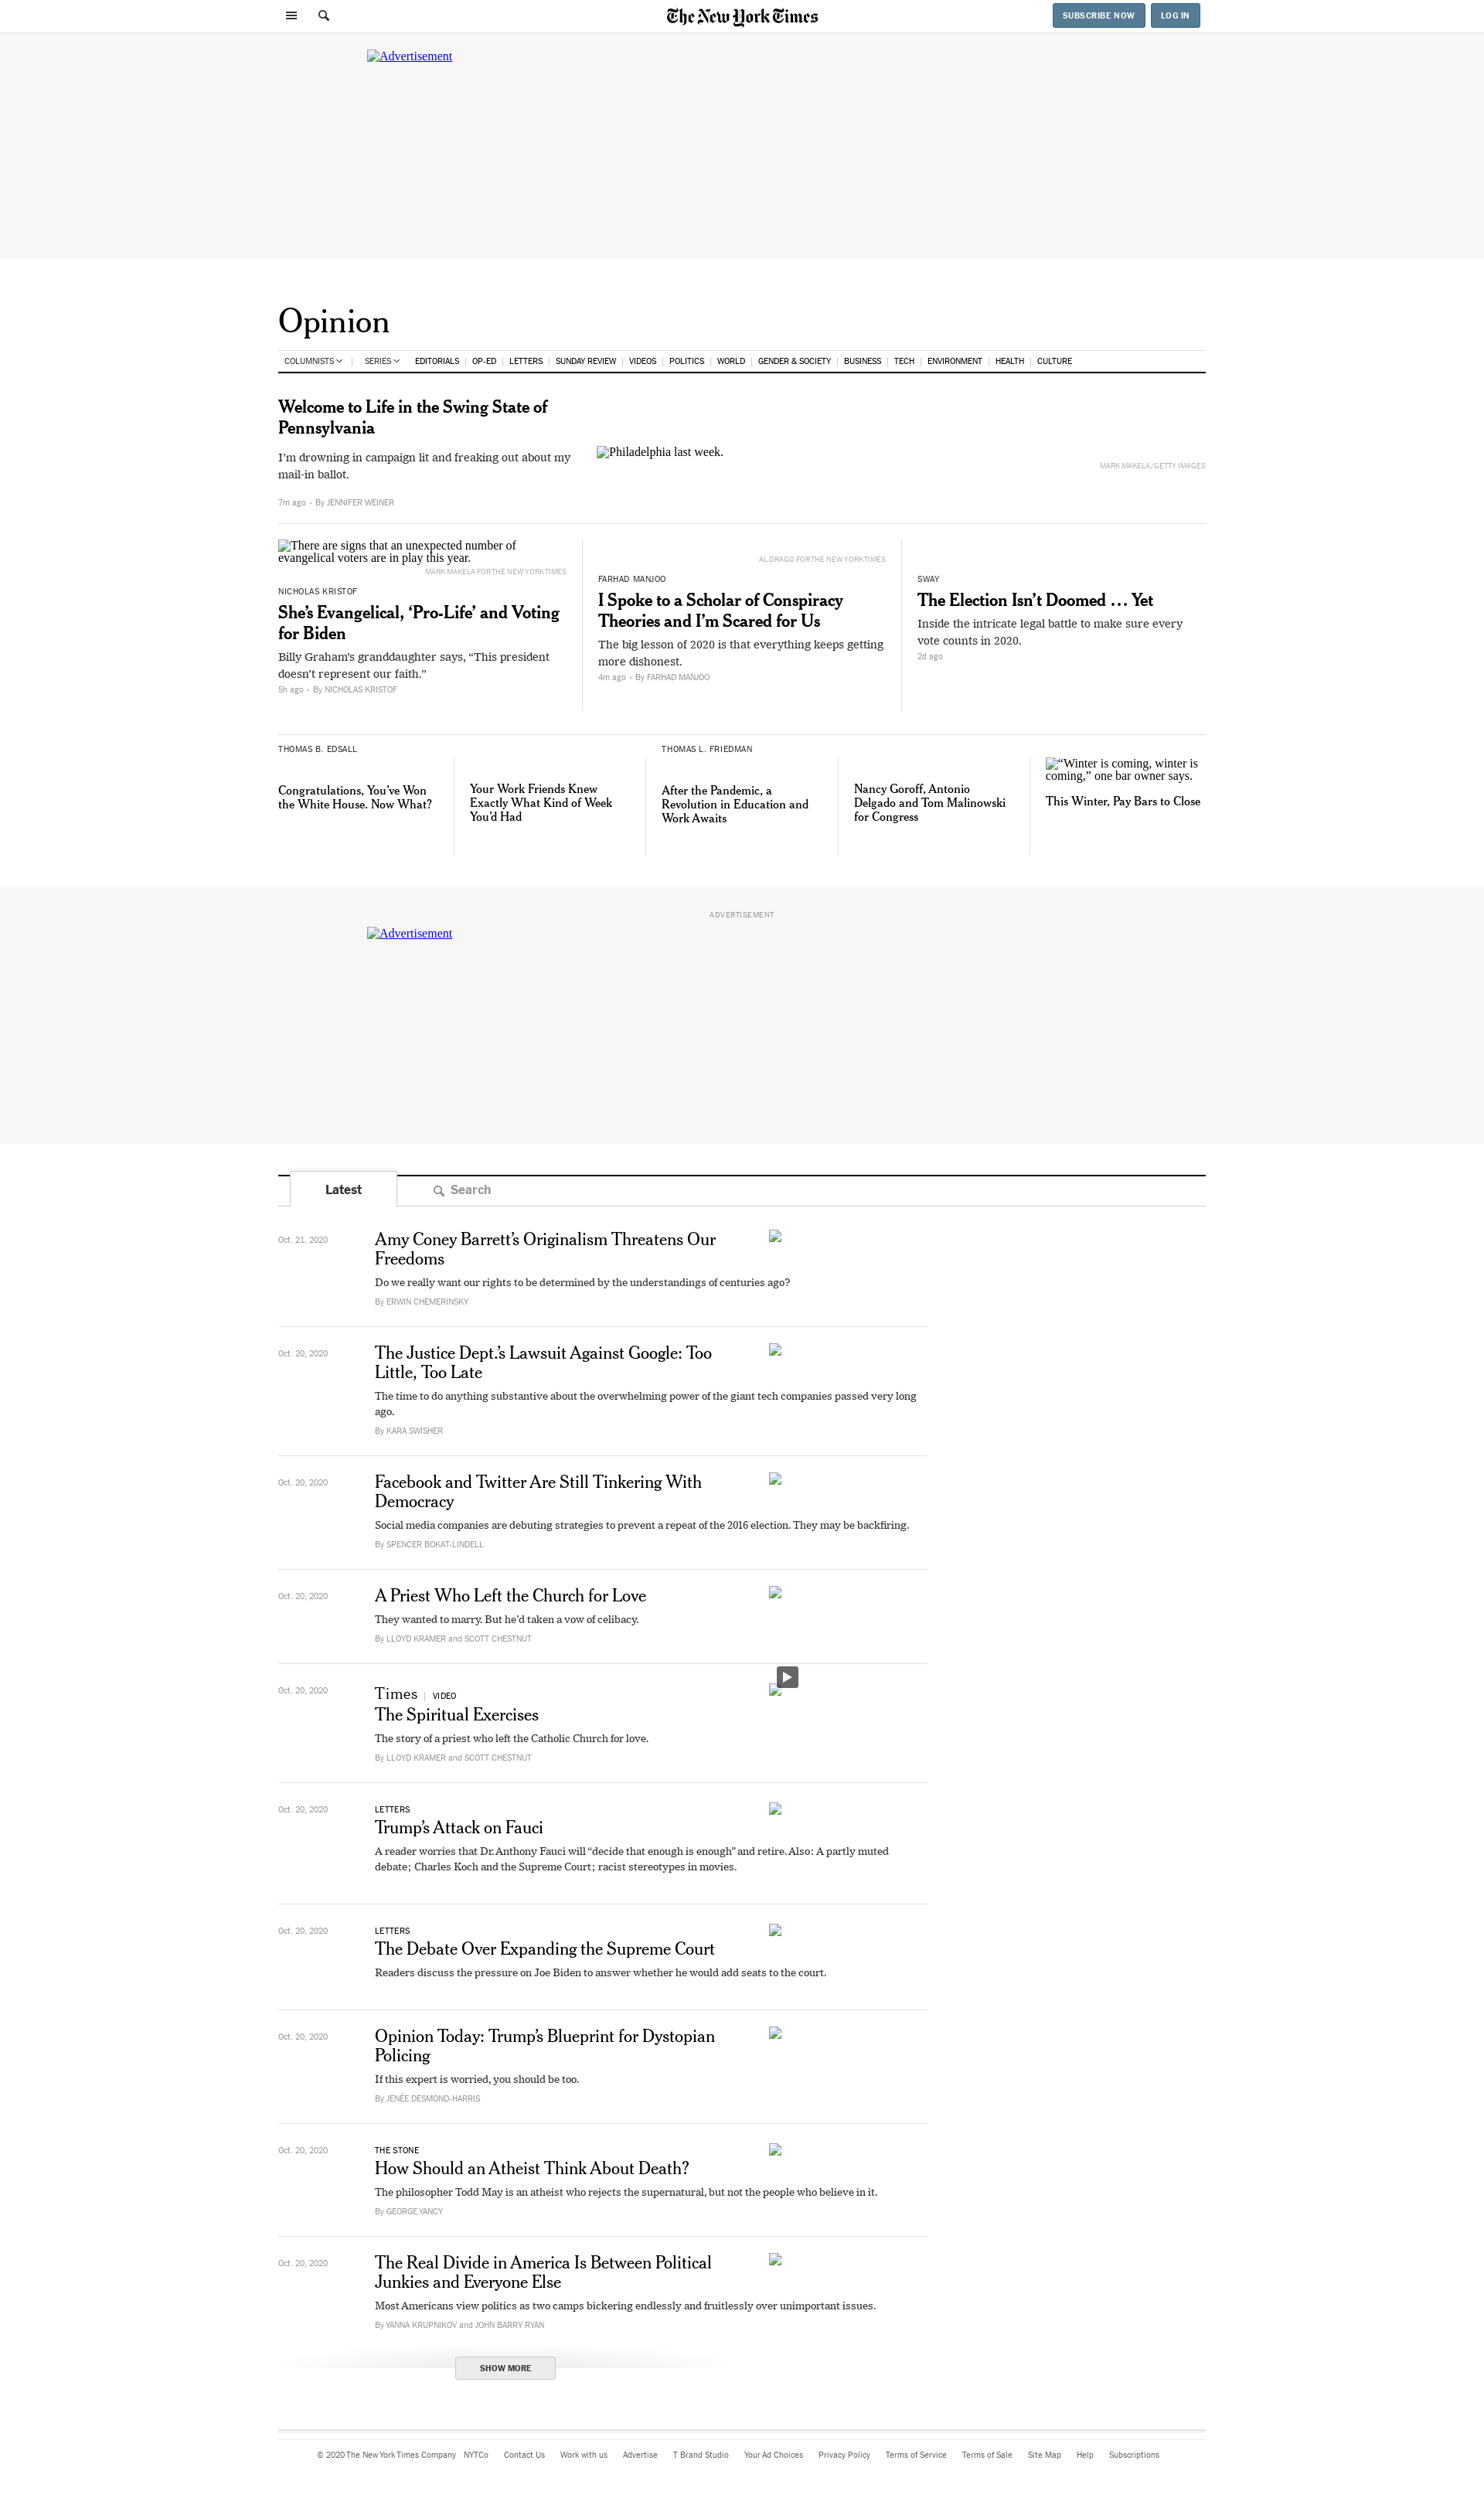 The New York Times
SUBSCRIBE NOW
LOG IN
Advertisement
Opinion
COLUMNISTS
SERIES
EDITORIALS
OP-ED
LETTERS
SUNDAY REVIEW
VIDEOS
POLITICS
WORLD
GENDER & SOCIETY
BUSINESS
TECH
ENVIRONMENT
HEALTH
CULTURE
Welcome to Life in the Swing State of
Pennsylvania
I’m drowning in campaign lit and freaking out about my
mail-in ballot.
7m ago • By JENNIFER WEINER
Philadelphia last week.
MARK MAKELA/GETTY IMAGES
There are signs that an unexpected number of
evangelical voters are in play this year.
MARK MAKELA FOR THE NEW YORK TIMES
NICHOLAS KRISTOF
She’s Evangelical, ‘Pro-Life’ and Voting
for Biden
Billy Graham’s granddaughter says, “This president
doesn’t represent our faith.”
5h ago • By NICHOLAS KRISTOF
AL DRAGO FOR THE NEW YORK TIMES
FARHAD MANJOO
I Spoke to a Scholar of Conspiracy
Theories and I’m Scared for Us
The big lesson of 2020 is that everything keeps getting
more dishonest.
4m ago • By FARHAD MANJOO
SWAY
The Election Isn’t Doomed … Yet
Inside the intricate legal battle to make sure every
vote counts in 2020.
2d ago
THOMAS B. EDSALL
Congratulations, You’ve Won
the White House. Now What?
Your Work Friends Knew
Exactly What Kind of Week
You’d Had
THOMAS L. FRIEDMAN
After the Pandemic, a
Revolution in Education and
Work Awaits
Nancy Goroff, Antonio
Delgado and Tom Malinowski
for Congress
“Winter is coming, winter is
coming,” one bar owner says.
This Winter, Pay Bars to Close
ADVERTISEMENT
Advertisement
Latest
Search
Oct. 21, 2020
Amy Coney Barrett’s Originalism Threatens Our
Freedoms
Do we really want our rights to be determined by the understandings of centuries ago?
By ERWIN CHEMERINSKY
Oct. 20, 2020
The Justice Dept.’s Lawsuit Against Google: Too
Little, Too Late
The time to do anything substantive about the overwhelming power of the giant tech companies passed very long
ago.
By KARA SWISHER
Oct. 20, 2020
Facebook and Twitter Are Still Tinkering With
Democracy
Social media companies are debuting strategies to prevent a repeat of the 2016 election. They may be backfiring.
By SPENCER BOKAT-LINDELL
Oct. 20, 2020
A Priest Who Left the Church for Love
They wanted to marry. But he’d taken a vow of celibacy.
By LLOYD KRAMER and SCOTT CHESTNUT
Oct. 20, 2020
Times | VIDEO
The Spiritual Exercises
The story of a priest who left the Catholic Church for love.
By LLOYD KRAMER and SCOTT CHESTNUT
Oct. 20, 2020
LETTERS
Trump’s Attack on Fauci
A reader worries that Dr. Anthony Fauci will “decide that enough is enough” and retire. Also: A partly muted
debate; Charles Koch and the Supreme Court; racist stereotypes in movies.
Oct. 20, 2020
LETTERS
The Debate Over Expanding the Supreme Court
Readers discuss the pressure on Joe Biden to answer whether he would add seats to the court.
Oct. 20, 2020
Opinion Today: Trump’s Blueprint for Dystopian
Policing
If this expert is worried, you should be too.
By JENÉE DESMOND-HARRIS
Oct. 20, 2020
THE STONE
How Should an Atheist Think About Death?
The philosopher Todd May is an atheist who rejects the supernatural, but not the people who believe in it.
By GEORGE YANCY
Oct. 20, 2020
The Real Divide in America Is Between Political
Junkies and Everyone Else
Most Americans view politics as two camps bickering endlessly and fruitlessly over unimportant issues.
By YANNA KRUPNIKOV and JOHN BARRY RYAN
SHOW MORE
© 2020 The New York Times Company
NYTCo
Contact Us
Work with us
Advertise
T Brand Studio
Your Ad Choices
Privacy Policy
Terms of Service
Terms of Sale
Site Map
Help
Subscriptions